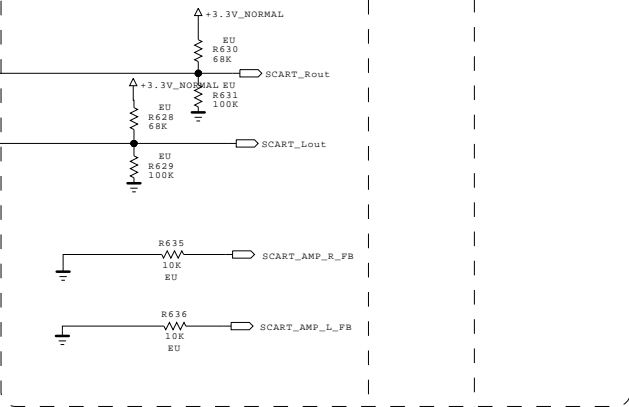 +3.3V_NORMAL
EU
R630
68K
SCART_Rout
+3.3V_NORMAL
EU
R631
100K
EU
R628
68K
SCART_Lout
EU
R629
100K
R635
10K
EU
SCART_AMP_R_FB
R636
10K
EU
SCART_AMP_L_FB